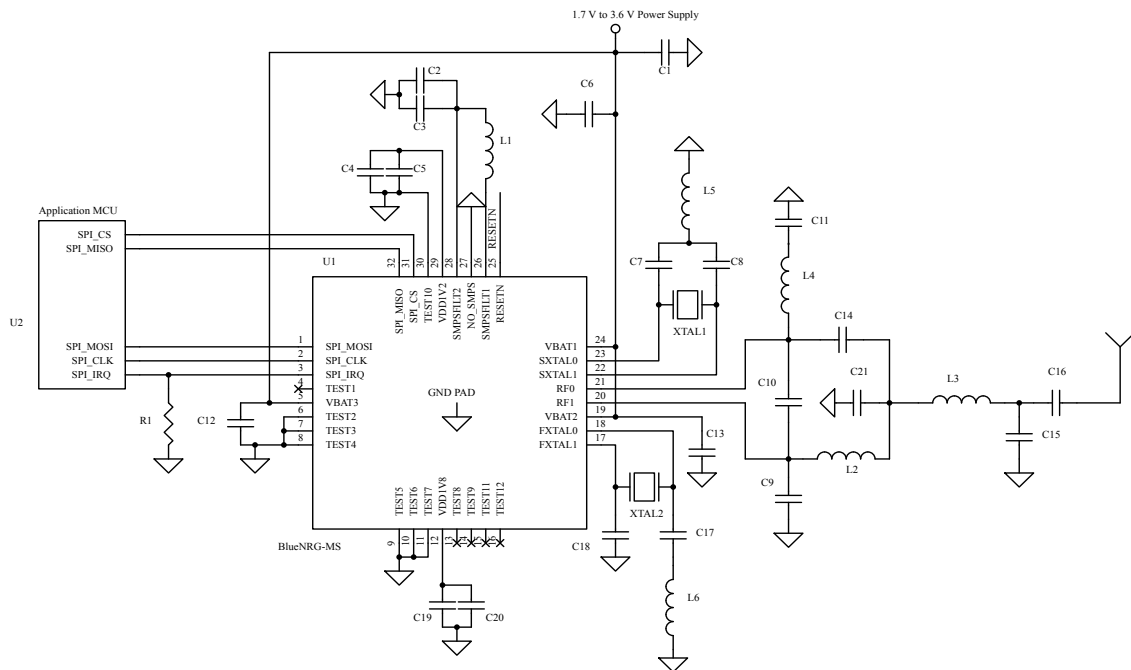 1.7 V to 3.6 V Power Supply
C1
C2
C6
C3
L1
C4
C5
L5
C11
Application MCU
SPI_CS
SPI_MISO
RESETN
C7
C8
L4
U1
32
31
30
29
28
27
26
25
SPI_MISO
SPI_CS
TEST10
VDD1V2
SMPSFILT2
NO_SMPS
SMPSFILT1
RESETN
U2
XTAL1
C14
SPI_MOSI
1
SPI_MOSI
VBAT1
24
SPI_CLK
2
SPI_CLK
SXTAL0
23
SPI_IRQ
3
SPI_IRQ
SXTAL1
22
4
TEST1
RF0
21
C10
C21
L3
C16
5
VBAT3
GND PAD
RF1
20
R1
C12
6
TEST2
VBAT2
19
7
TEST3
FXTAL0
18
C13
C15
8
TEST4
FXTAL1
17
L2
C9
TEST5
TEST6
TEST7
VDD1V8
TEST8
TEST9
TEST11
TEST12
XTAL2
BlueNRG-MS
9
10
11
12
13
14
15
16
C18
C17
L6
C19
C20